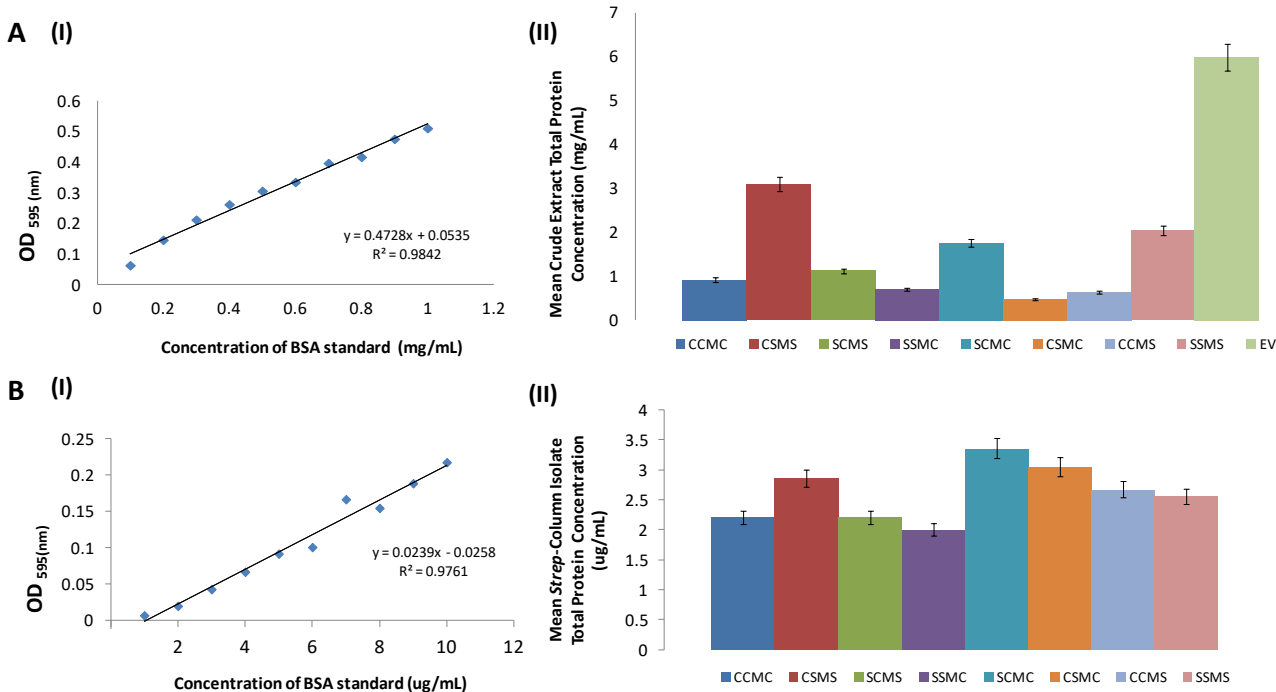 A (I)
0.6
0.5
0.4
0.3
0.2
0.1
0
0 0.2 0.4 0.6 0.8 1 1.2
OD 595 (nm)
y = 0.4728x + 0.0535
R² = 0.9842
Concentration of BSA standard (mg/mL)
(II)
7
6
5
4
3
2
1
0
Mean Crude Extract Total Protein
Concentration (mg/mL)
CCMC CSMS SCMS SSMC SCMC CSMC CCMS SSMS EV
B (I)
0.25
0.2
0.15
0.1
0.05
0
2 4 6 8 10 12
OD 595(nm)
y = 0.0239x - 0.0258
R² = 0.9761
Concentration of BSA standard (ug/mL)
(II)
4
3.5
3
2.5
2
1.5
1
0.5
0
Mean Strep-Column Isolate
Total Protein Concentration
(ug/mL)
CCMC CSMS SCMS SSMC SCMC CSMC CCMS SSMS